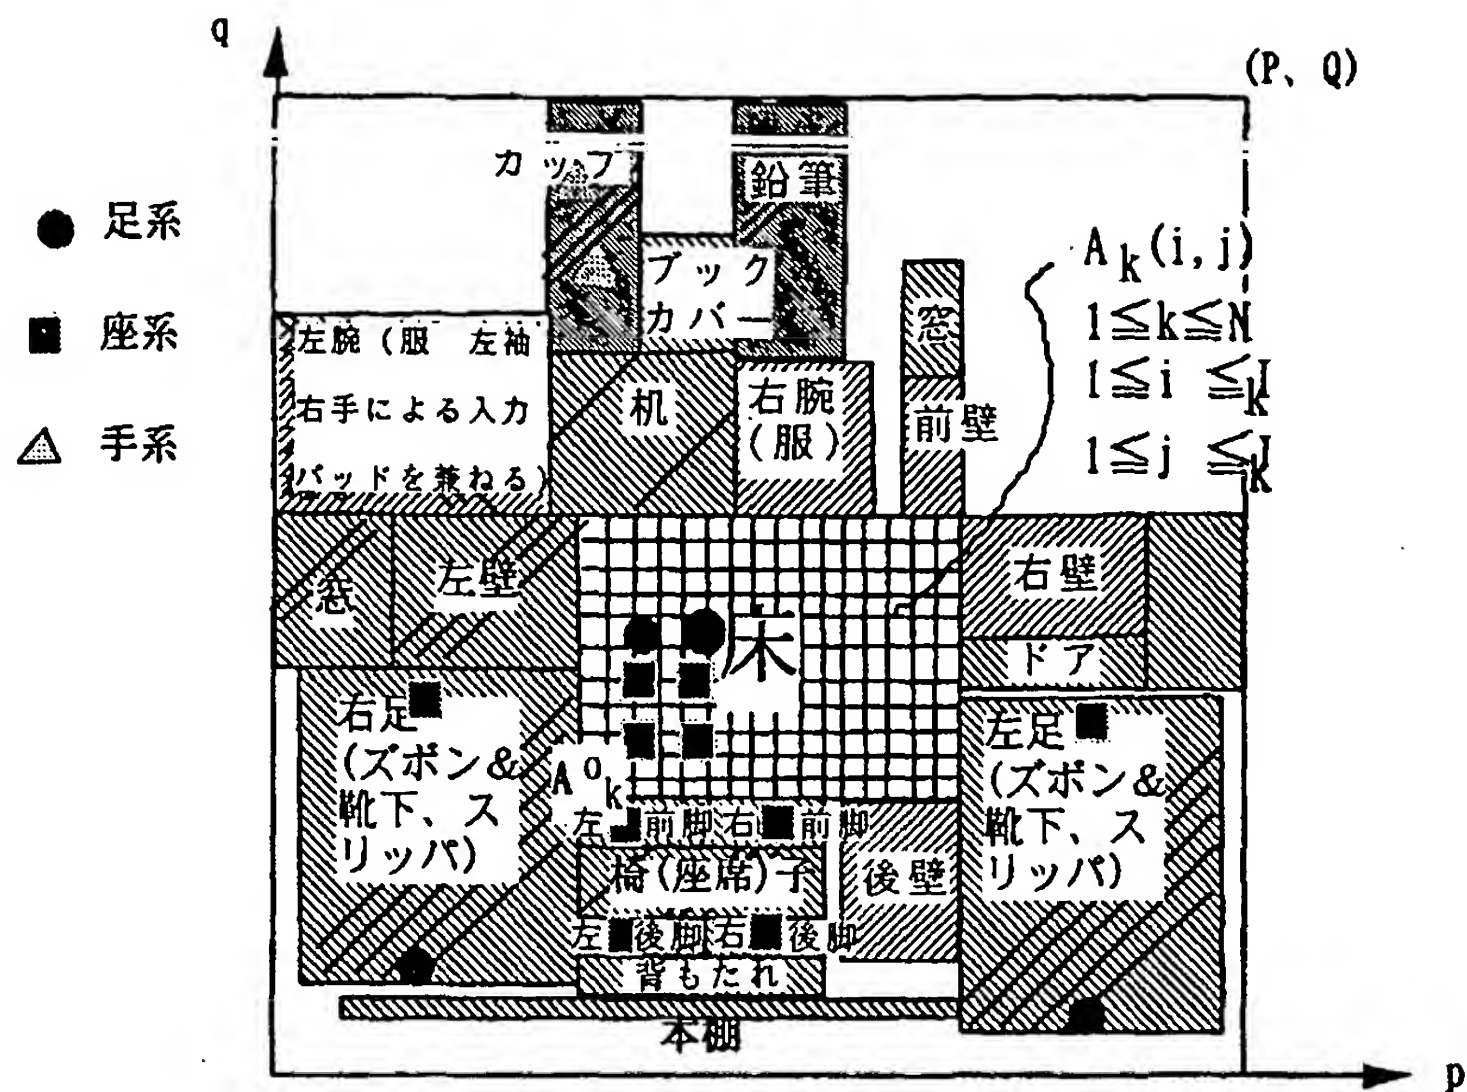 q
(P、Q)
カップ
鉛筆
● 足系
■ 座系
△ 手系
ブック
カバー
窓
A k (i, j)
1≦k≦N
1≦i ≦I k
1≦j ≦J k
左腕（服 左袖
右手による入力
パッドを兼ねる）
机
右腕
（服）
前壁
窓
左壁
床
右壁
ドア
右足
(ズボン&
靴下、ス
リッパ)
A 0 k
左 前脚 右 前脚
椅(座席)子
後壁
左 後脚 右 後脚
背もたれ
左足
(ズボン&
靴下、ス
リッパ)
本棚
p